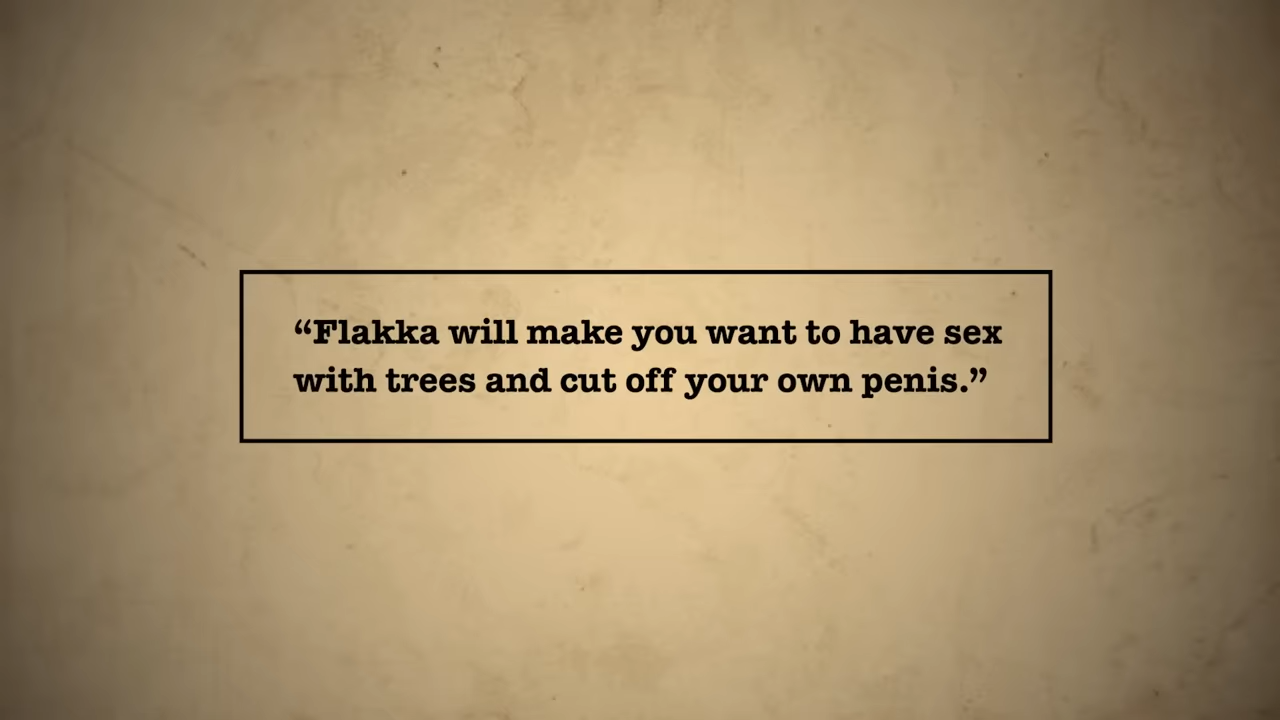 “Flakka will make you want to have sex
with trees and cut off your own penis.”